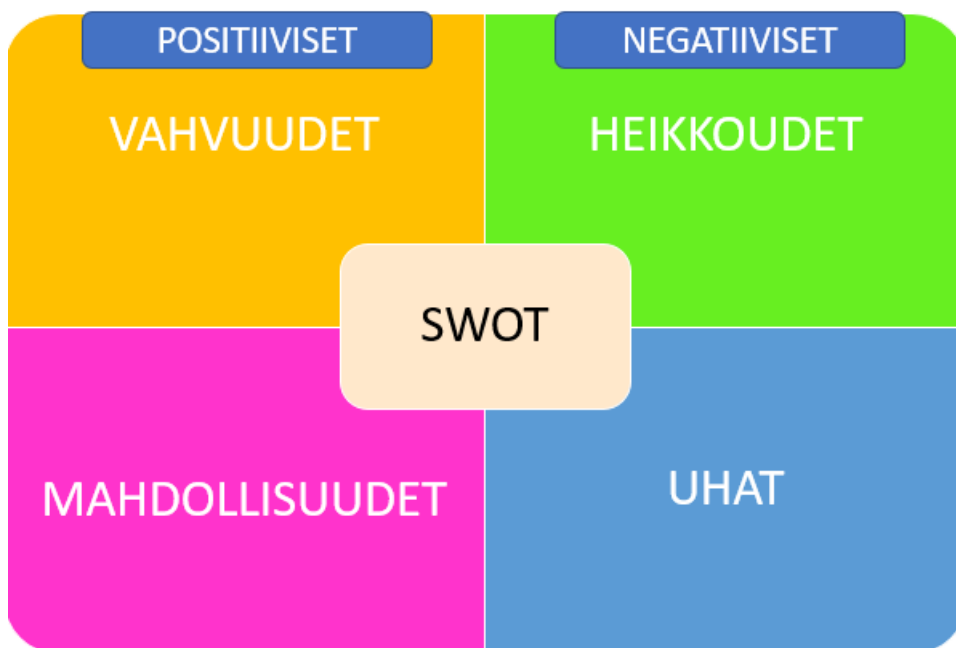 POSITIIVISET
NEGATIIVISET
VAHVUUDET
HEIKKOUDET
SWOT
MAHDOLLISUUDET
UHAT